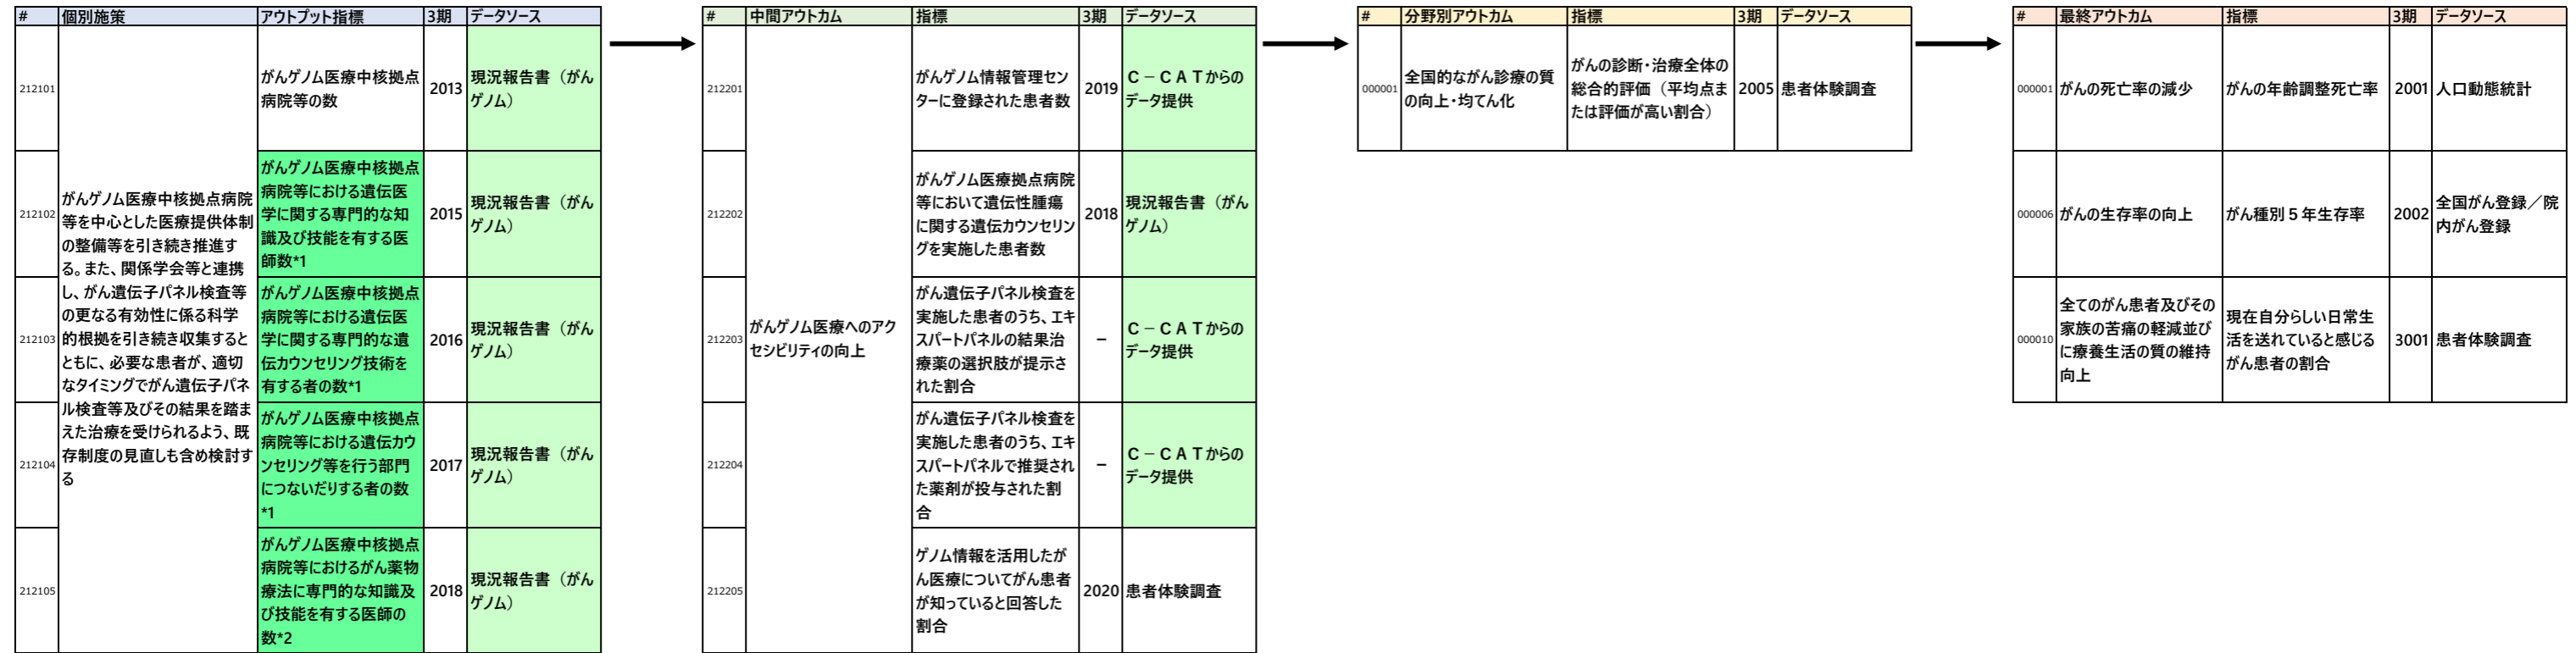 # 個別施策 アウトプット指標 3期 データソース
212101
がんゲノム医療中核拠点
病院等の数
2013
現況報告書（がん
ゲノム）
212102
がんゲノム医療中核拠点
病院等における遺伝医
学に関する専門的な知
識及び技能を有する医
師数*1
2015
現況報告書（がん
ゲノム）
がんゲノム医療中核拠点病院
等を中心とした医療提供体制
の整備等を引き続き推進す
る。また、関係学会等と連携
し、がん遺伝子パネル検査等
の更なる有効性に係る科学
的根拠を引き続き収集すると
ともに、必要な患者が、適切
なタイミングでがん遺伝子パネ
ル検査等及びその結果を踏ま
えた治療を受けられるよう、既
存制度の見直しも含め検討す
る
212103
がんゲノム医療中核拠点
病院等における遺伝医
学に関する専門的な遺
伝カウンセリング技術を
有する者の数*1
2016
現況報告書（がん
ゲノム）
212104
がんゲノム医療中核拠点
病院等における遺伝カウ
ンセリング等を行う部門
につないだりする者の数
*1
2017
現況報告書（がん
ゲノム）
212105
がんゲノム医療中核拠点
病院等におけるがん薬物
療法に専門的な知識及
び技能を有する医師の
数*2
2018
現況報告書（がん
ゲノム）
# 中間アウトカム 指標 3期 データソース
212201
がんゲノム情報管理セン
ターに登録された患者数
2019
Ｃ－ＣＡＴからの
データ提供
212202
がんゲノム医療拠点病院
等において遺伝性腫瘍
に関する遺伝カウンセリン
グを実施した患者数
2018
現況報告書（がん
ゲノム）
212203
がんゲノム医療へのアク
セシビリティの向上
がん遺伝子パネル検査を
実施した患者のうち、エキ
スパートパネルの結果治
療薬の選択肢が提示さ
れた割合
－
Ｃ－ＣＡＴからの
データ提供
212204
がん遺伝子パネル検査を
実施した患者のうち、エキ
スパートパネルで推奨され
た薬剤が投与された割
合
－
Ｃ－ＣＡＴからの
データ提供
212205
ゲノム情報を活用したが
ん医療についてがん患者
が知っていると回答した
割合
2020
患者体験調査
# 分野別アウトカム 指標 3期 データソース
000001
全国的ながん診療の質
の向上・均てん化
がんの診断・治療全体の
総合的評価（平均点ま
たは評価が高い割合）
2005
患者体験調査
# 最終アウトカム 指標 3期 データソース
000001
がんの死亡率の減少
がんの年齢調整死亡率
2001
人口動態統計
000006
がんの生存率の向上
がん種別５年生存率
2002
全国がん登録／院
内がん登録
000010
全てのがん患者及びその
家族の苦痛の軽減並び
に療養生活の質の維持
向上
現在自分らしい日常生
活を送れていると感じる
がん患者の割合
3001
患者体験調査